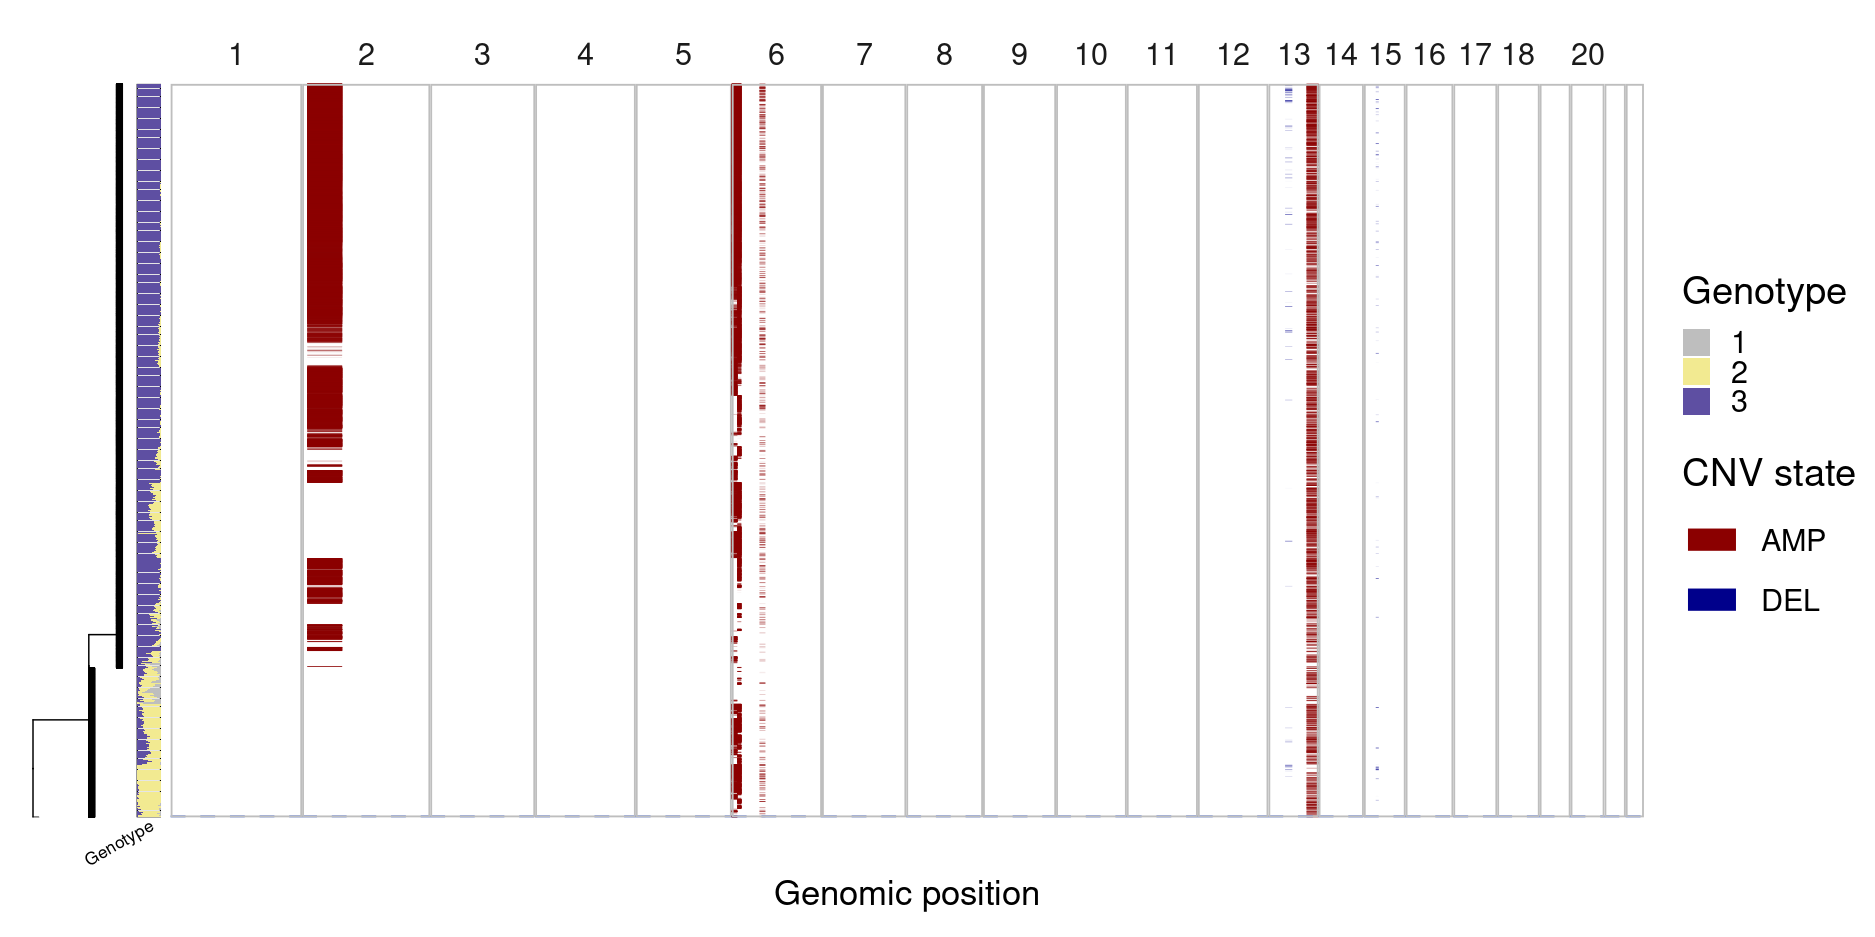 1 2 3 4 5 6 7 8 9 10 11 12 13 14 15 16 17 18 20
Genotype
1
2
3
CNV state
AMP
DEL
Genotype
Genomic position